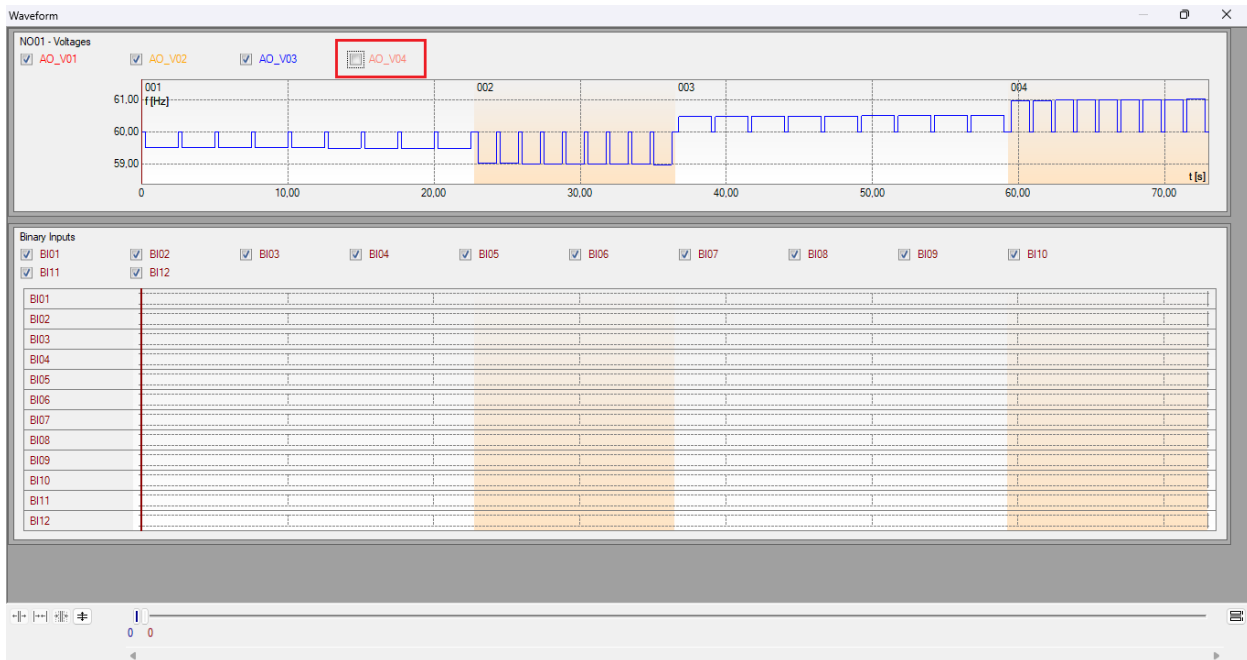 Waveform
NO01 - Voltages
AO_V01 AO_V02 AO_V03 AO_V04
001 002 003 004
f [Hz]
61,00
60,00
59,00
t [s]
0 10,00 20,00 30,00 40,00 50,00 60,00 70,00
Binary Inputs
BI01 BI02 BI03 BI04 BI05 BI06 BI07 BI08 BI09 BI10
BI11 BI12
BI01
BI02
BI03
BI04
BI05
BI06
BI07
BI08
BI09
BI10
BI11
BI12
0 0